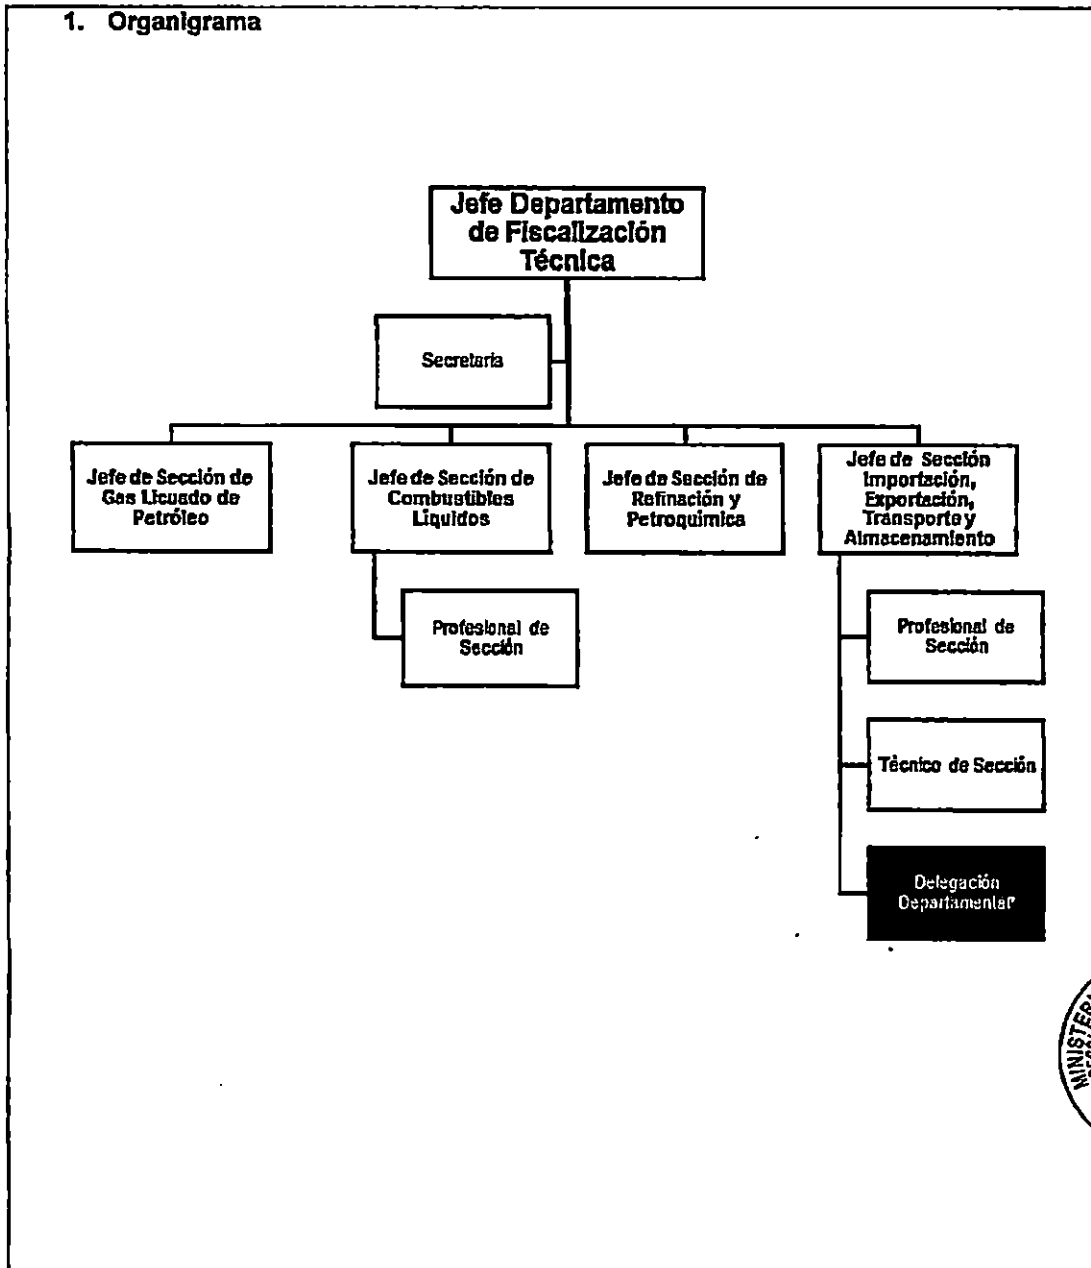 1. Organigrama
Jefe Departamento
de Fiscalización
Técnica
Secretaria
Jefe de Sección de
Gas Licuado de
Petróleo
Jefe de Sección de
Combustibles
Líquidos
Jefe de Sección de
Refinación y
Petroquímica
Jefe de Sección
Importación,
Exportación,
Transporte y
Almacenamiento
Profesional de
Sección
Profesional de
Sección
Técnico de Sección
Delegación
Departamental